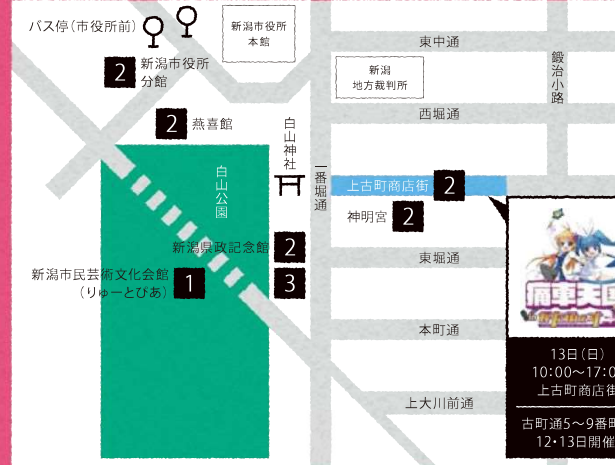 バス停(市役所前)
新潟市役所
本館
東中通
2
新潟市役所
分館
新潟
地方裁判所
鍛治小路
西堀通
2
燕喜館
白山神社
一番堀通
白山公園
上古町商店街
2
神明宮
2
新潟県政記念館
2
東堀通
新潟市民芸術文化会館
(りゅーとぴあ)
1
3
痛車天国
本町通
13日(日)
10:00〜17:0
上古町商店街
上大川前通
古町通5〜9番町
12・13日開催